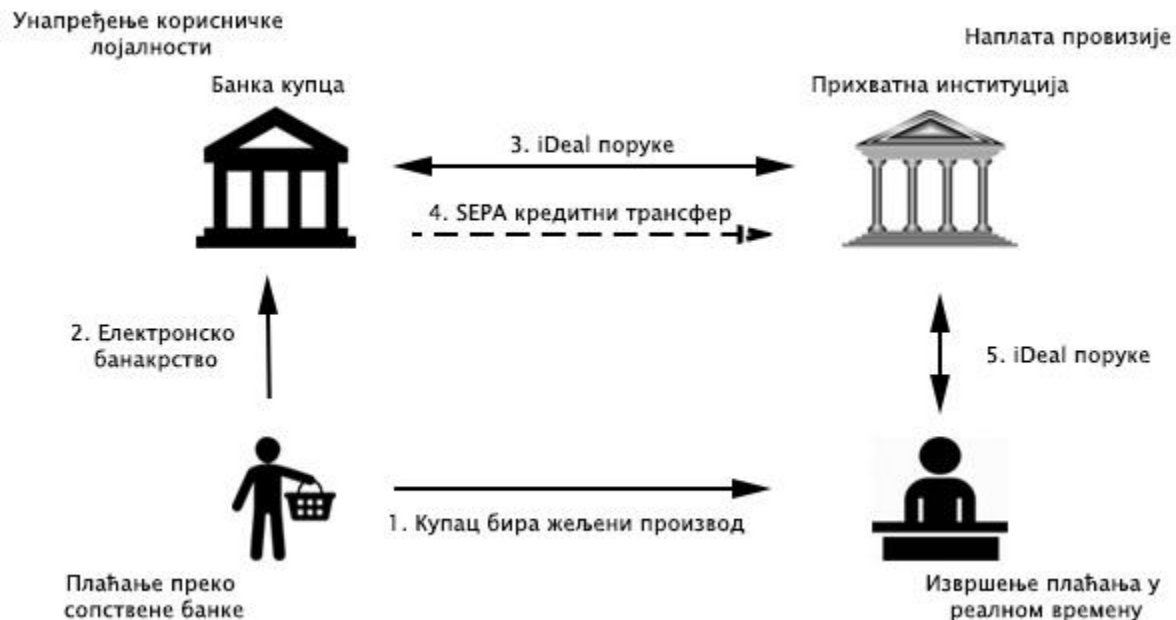 Унапређење корисничке
лојалности
Наплата провизије
Банка купца
Прихватна институција
3. iDeal поруке
4. SEPA кредитни трансфер
2. Електронско
банакрство
5. iDeal поруке
1. Купац бира жељени производ
Плаћање преко
сопствене банке
Извршење плаћања у
реалном времену